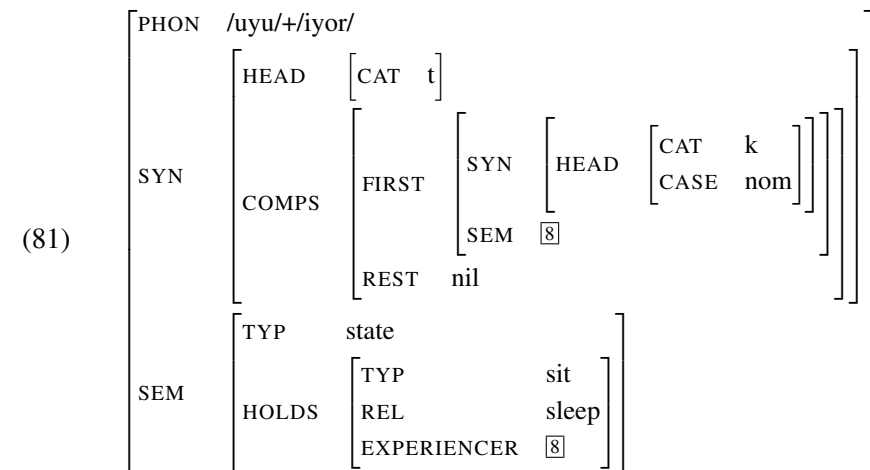 PHON /uyu/+/iyor/
HEAD CAT t
CAT k
SYN HEAD
FIRST CASE nom
SYN
COMPS
(81) SEM 8
REST nil
TYP state
TYP sit
SEM
HOLDS REL sleep
EXPERIENCER 8